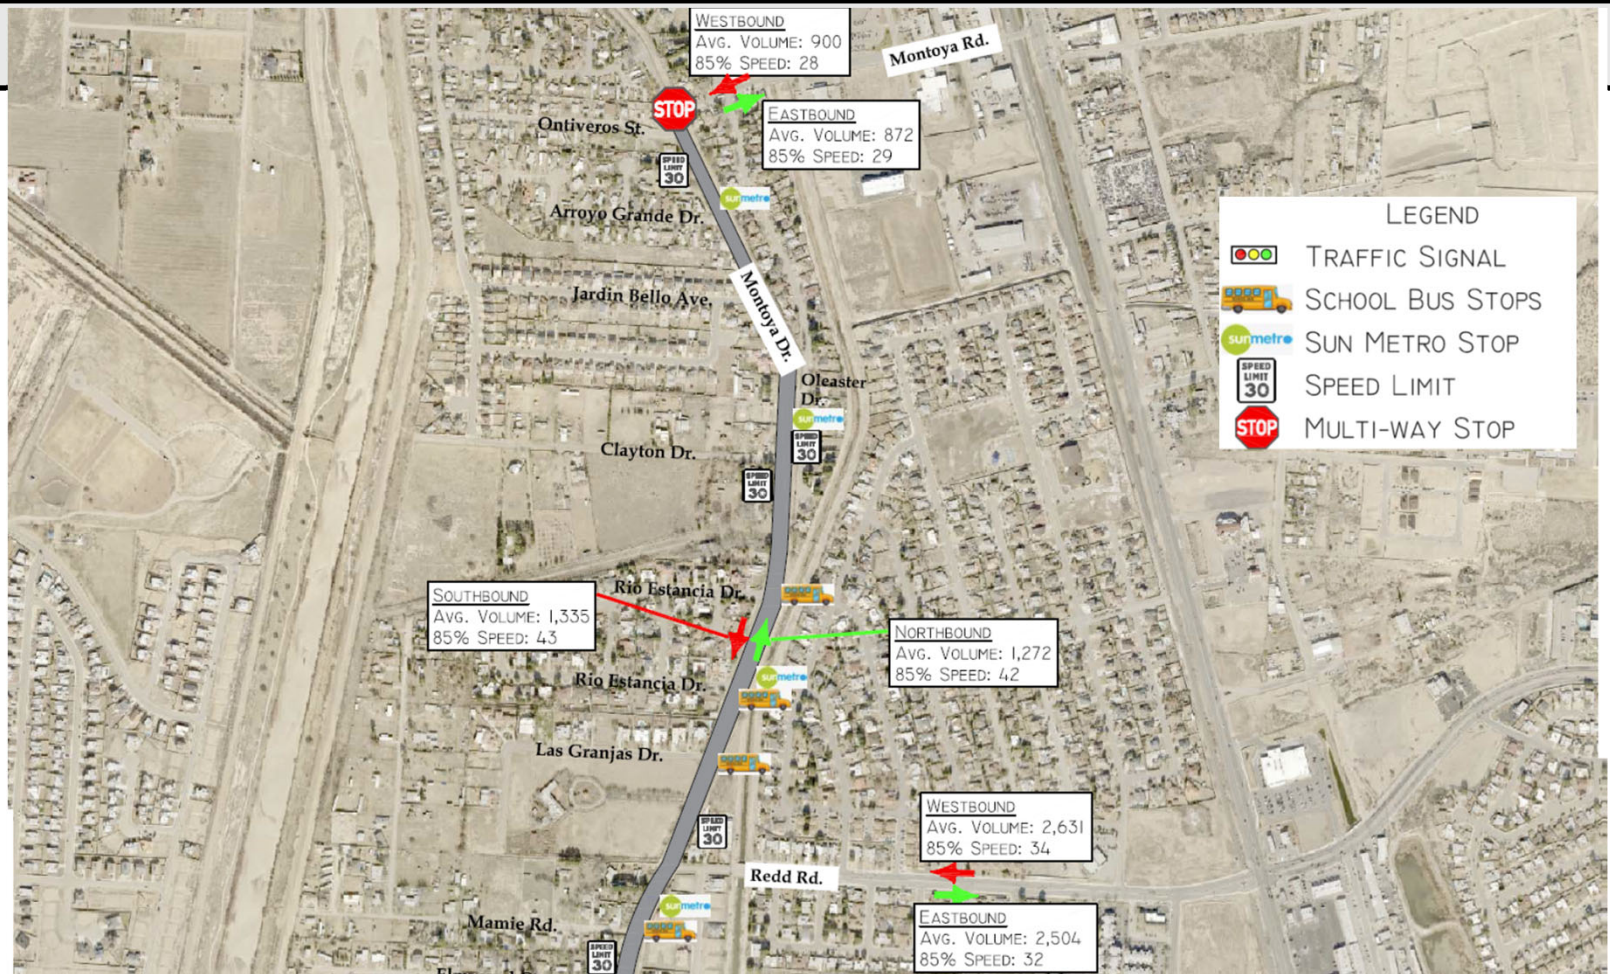 WESTBOUND
AVG. VOLUME: 900
85% SPEED: 28
Montoya Rd.
STOP
EASTBOUND
AVG. VOLUME: 872
85% SPEED: 29
Ontiveros St.
SPEED
LIMIT
30
sunmetro
Arroyo Grande Dr.
Jardin Bello Ave.
Montoya Dr.
LEGEND
TRAFFIC SIGNAL
SCHOOL BUS STOPS
sunmetro SUN METRO STOP
SPEED
LIMIT
30
SPEED LIMIT
STOP MULTI-WAY STOP
Oleaster
Dr.
sunmetro
SPEED
LIMIT
30
Clayton Dr.
SPEED
LIMIT
30
SOUTHBOUND
AVG. VOLUME: 1,335
85% SPEED: 43
Rio Estancia Dr.
NORTHBOUND
AVG. VOLUME: 1,272
85% SPEED: 42
sunmetro
Rio Estancia Dr.
Las Granjas Dr.
SPEED
LIMIT
30
WESTBOUND
AVG. VOLUME: 2,631
85% SPEED: 34
Redd Rd.
EASTBOUND
AVG. VOLUME: 2,504
85% SPEED: 32
sunmetro
Mamie Rd.
SPEED
LIMIT
30